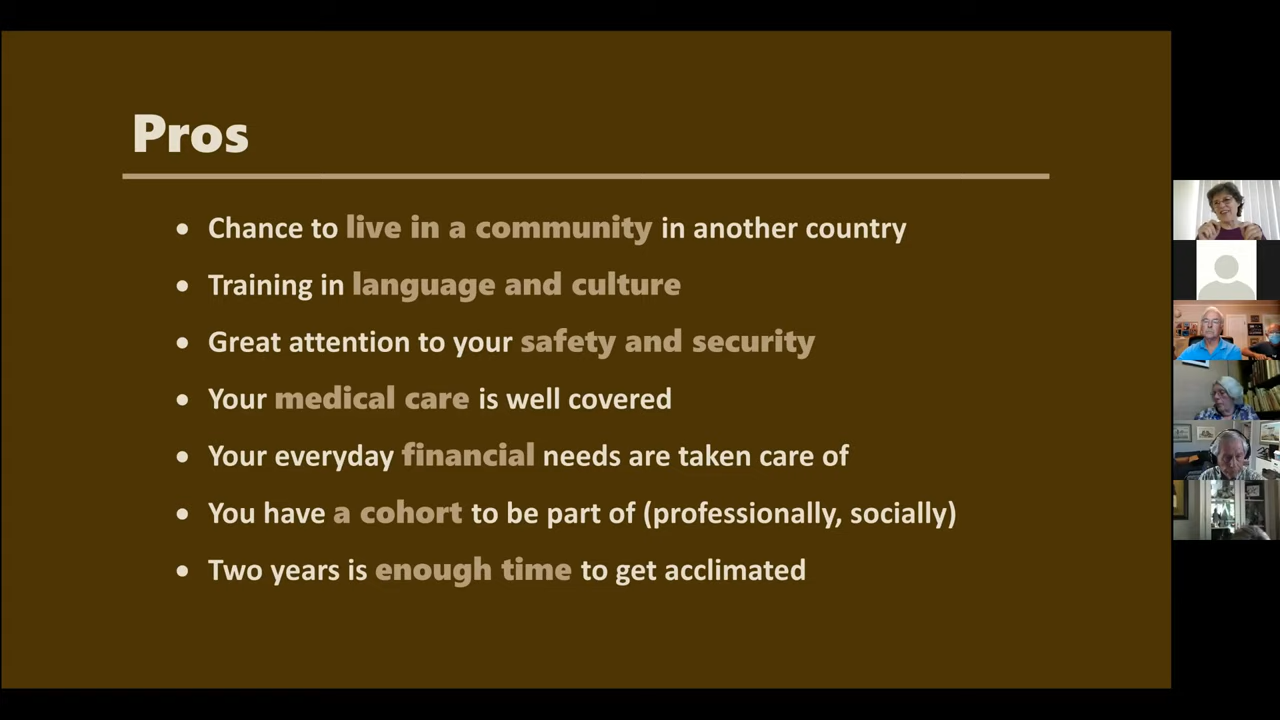 Pros
• Chance to live in a community in another country
• Training in language and culture
• Great attention to your safety and security
• Your medical care is well covered
• Your everyday financial needs are taken care of
• You have a cohort to be part of (professionally, socially)
• Two years is enough time to get acclimated